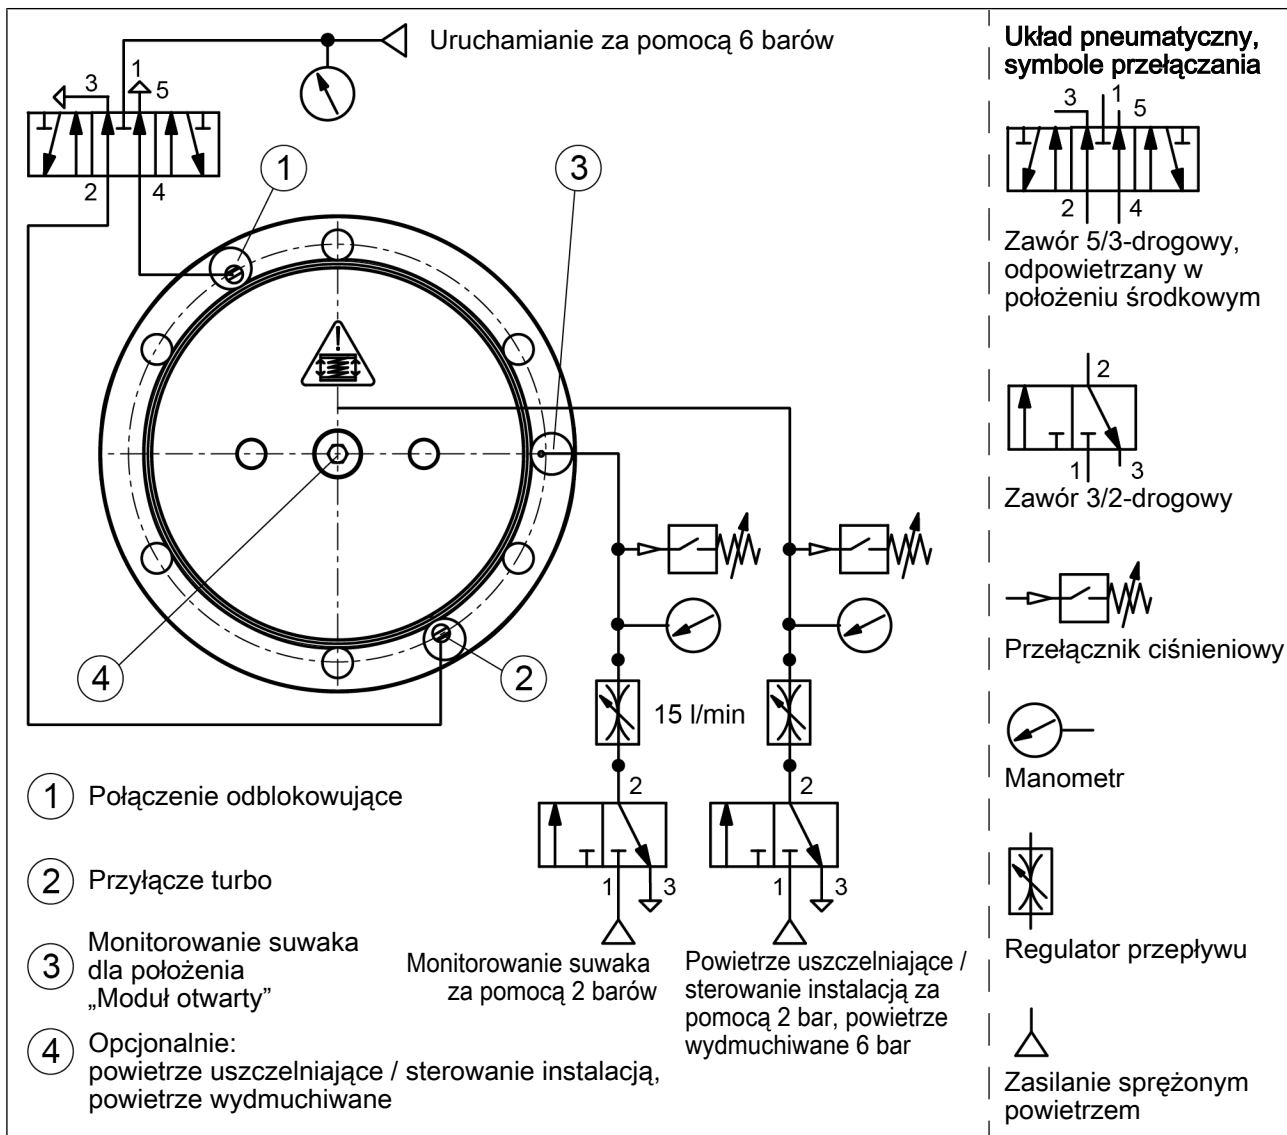 Uruchamianie za pomocą 6 barów
3
1
5
2
4
1
3
4
2
15 l/min
2
1
3
2
1
3
1 Połączenie odblokowujące
2 Przyłącze turbo
3 Monitorowanie suwaka
dla położenia
„Moduł otwarty”
4 Opcjonalnie:
powietrze uszczelniające / sterowanie instalacją,
powietrze wydmuchiwane
Monitorowanie suwaka
za pomocą 2 barów
Powietrze uszczelniające /
sterowanie instalacją za
pomocą 2 bar, powietrze
wydmuchiwane 6 bar
Układ pneumatyczny,
symbole przełączania
3
1
5
2
4
Zawór 5/3-drogowy,
odpowietrzany w
położeniu środkowym
2
1
3
Zawór 3/2-drogowy
Przełącznik ciśnieniowy
Manometr
Regulator przepływu
Zasilanie sprężonym
powietrzem